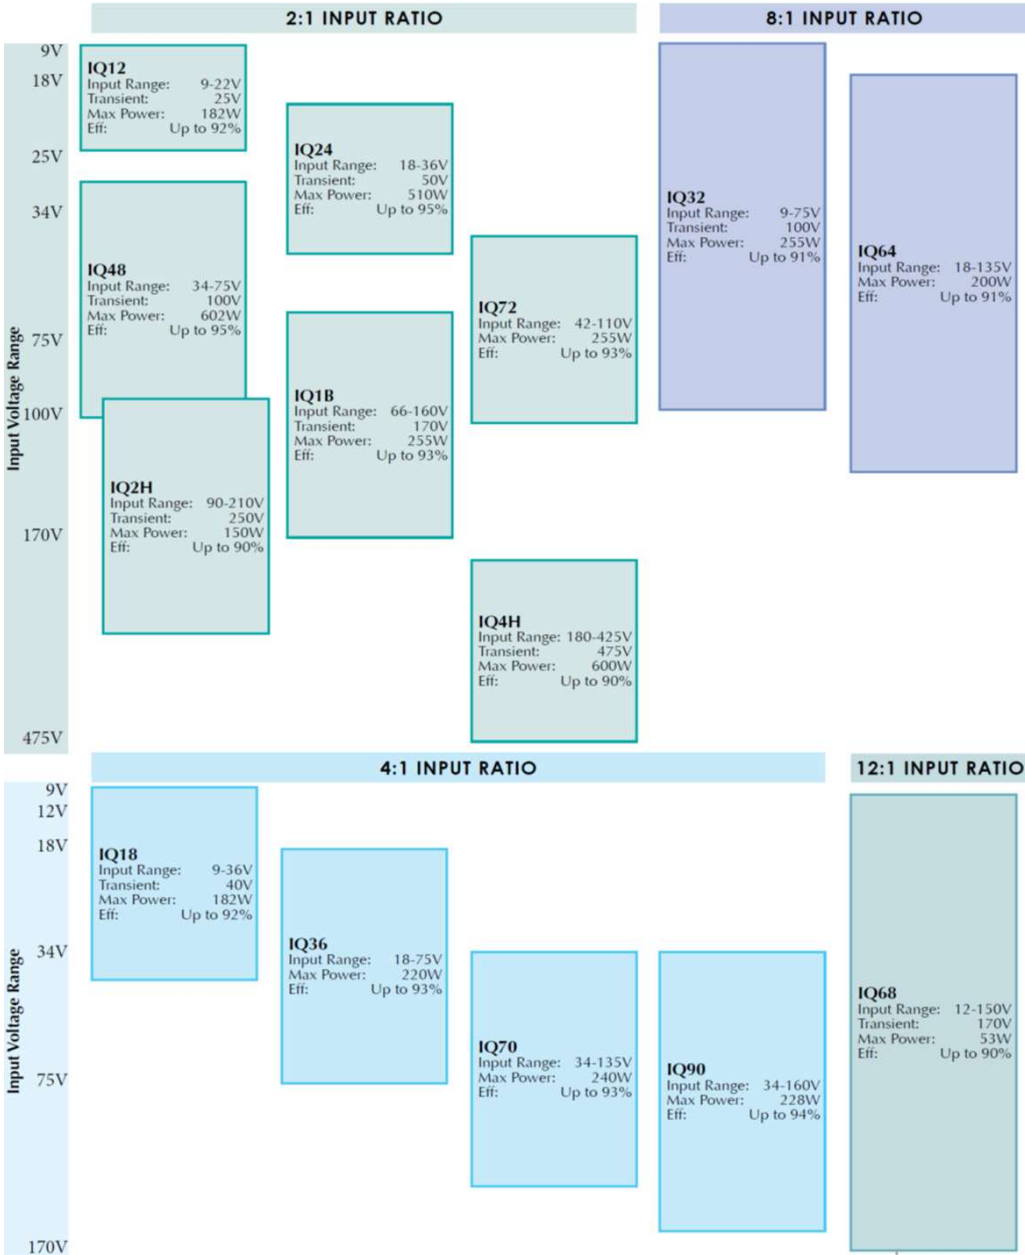 2:1 INPUT RATIO
8:1 INPUT RATIO
Input Voltage Range
9V
18V
25V
34V
75V
100V
170V
475V
IQ12
Input Range: 9-22V
Transient: 25V
Max Power: 182W
Eff: Up to 92%
IQ24
Input Range: 18-36V
Transient: 50V
Max Power: 510W
Eff: Up to 95%
IQ48
Input Range: 34-75V
Transient: 100V
Max Power: 602W
Eff: Up to 95%
IQ72
Input Range: 42-110V
Max Power: 255W
Eff: Up to 93%
IQ1B
Input Range: 66-160V
Transient: 170V
Max Power: 255W
Eff: Up to 93%
IQ2H
Input Range: 90-210V
Transient: 250V
Max Power: 150W
Eff: Up to 90%
IQ4H
Input Range: 180-425V
Transient: 475V
Max Power: 600W
Eff: Up to 90%
IQ32
Input Range: 9-75V
Transient: 100V
Max Power: 255W
Eff: Up to 91%
IQ64
Input Range: 18-135V
Max Power: 200W
Eff: Up to 91%
4:1 INPUT RATIO
12:1 INPUT RATIO
Input Voltage Range
9V
12V
18V
34V
75V
170V
IQ18
Input Range: 9-36V
Transient: 40V
Max Power: 182W
Eff: Up to 92%
IQ36
Input Range: 18-75V
Max Power: 220W
Eff: Up to 93%
IQ70
Input Range: 34-135V
Max Power: 240W
Eff: Up to 93%
IQ90
Input Range: 34-160V
Max Power: 228W
Eff: Up to 94%
IQ68
Input Range: 12-150V
Transient: 170V
Max Power: 53W
Eff: Up to 90%